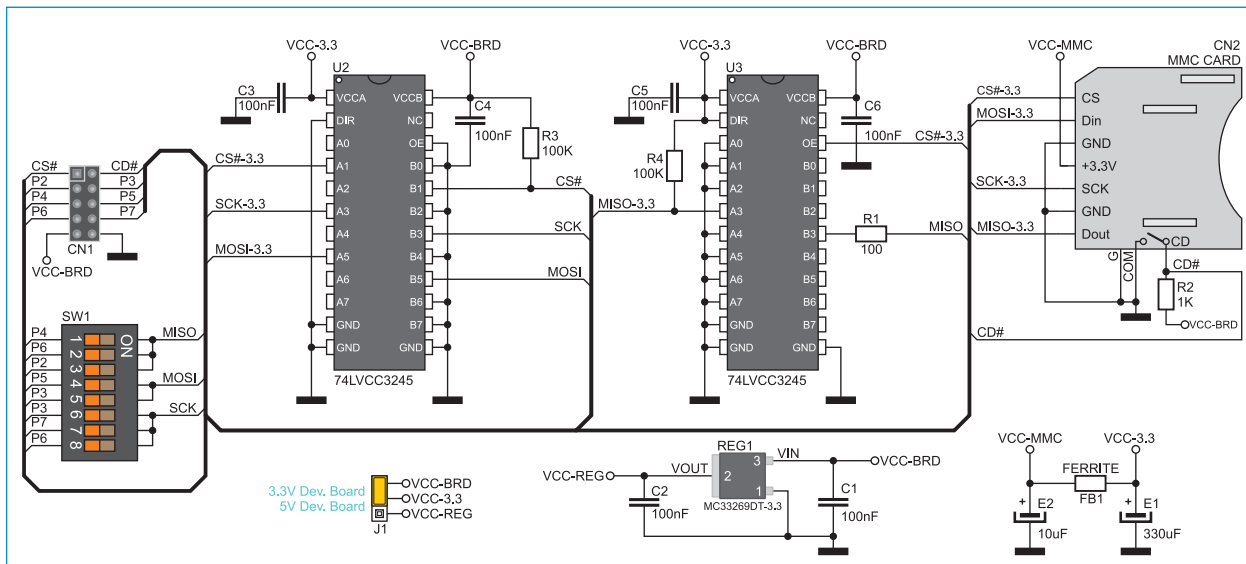 VCC-3.3
VCC-BRD
U2
C3
100nF
VCCA
VCCB
DIR
NC
A0
OE
A1
B0
A2
B1
A3
B2
A4
B3
A5
B4
A6
B5
A7
B6
GND
B7
GND
GND
74LVCC3245
C4
100nF
R3
100K
CS#-3.3
SCK-3.3
MOSI-3.3
CS#
SCK
MOSI
CS#
P2
P4
P6
CD#
P3
P5
P7
CN1
VCC-BRD
SW1
ON
P4
1
P6
2
P2
3
P5
4
P3
5
P3
6
P7
7
P6
8
MISO
MOSI
SCK
VCC-3.3
VCC-BRD
U3
C5
100nF
VCCA
VCCB
DIR
NC
A0
OE
A1
B0
A2
B1
A3
B2
A4
B3
A5
B4
A6
B5
A7
B6
GND
B7
GND
GND
74LVCC3245
C6
100nF
R4
100K
MISO-3.3
CS#-3.3
R1
100
MISO
VCC-MMC
CN2
MMC CARD
CS#-3.3
CS
MOSI-3.3
Din
GND
+3.3V
SCK-3.3
SCK
GND
MISO-3.3
Dout
CD
G
COM
CD#
R2
1K
VCC-BRD
CD#
3.3V Dev. Board
5V Dev. Board
VCC-BRD
VCC-3.3
VCC-REG
J1
REG1
VCC-REG
VOUT
2
3
1
VIN
VCC-BRD
MC33269DT-3.3
C2
100nF
C1
100nF
VCC-MMC
VCC-3.3
FERRITE
FB1
+
E2
10uF
+
E1
330uF